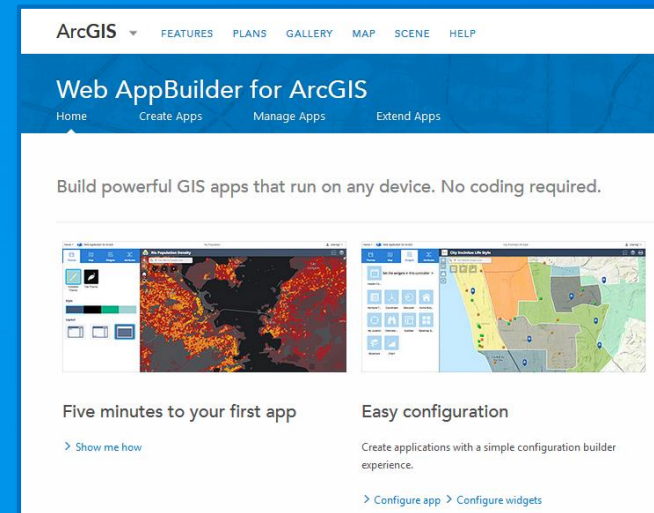 ArcGIS FEATURES PLANS GALLERY MAP SCENE HELP
Web AppBuilder for ArcGIS
Home Create Apps Manage Apps Extend Apps
Build powerful GIS apps that run on any device. No coding required.
Five minutes to your first app
> Show me how
Easy configuration
Create applications with a simple configuration builder
experience.
> Configure app > Configure widgets